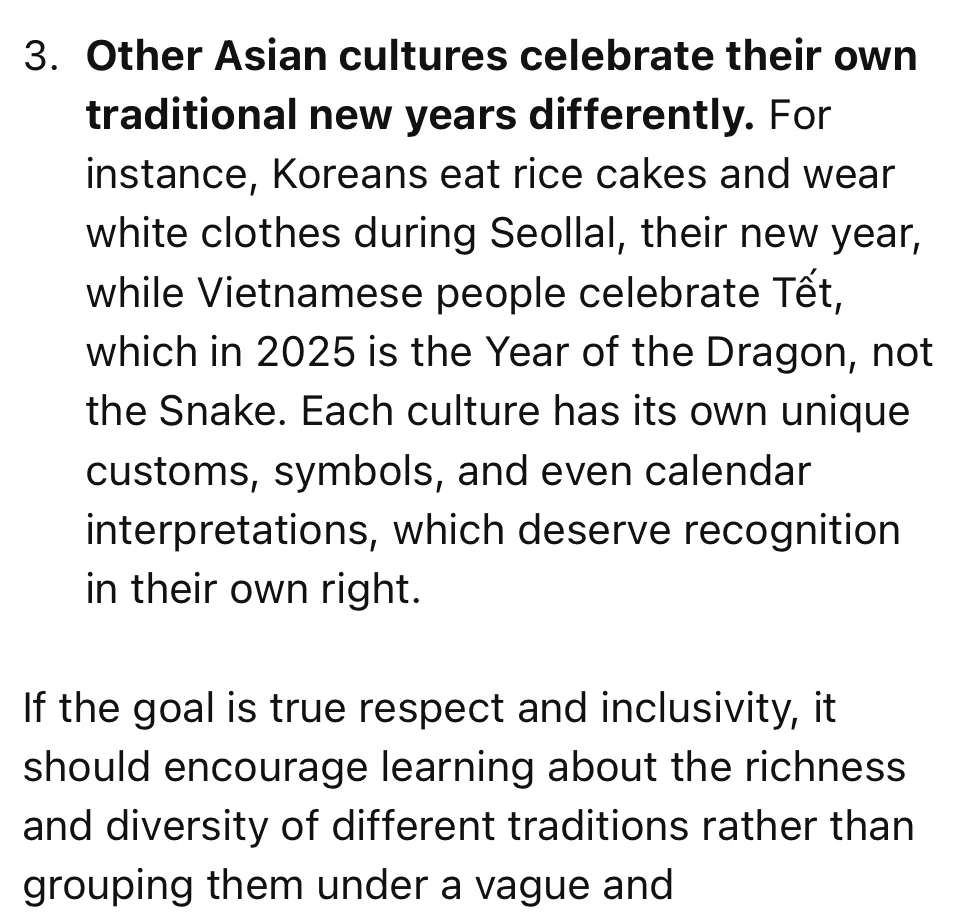 3. Other Asian cultures celebrate their own
traditional new years differently. For
instance, Koreans eat rice cakes and wear
white clothes during Seollal, their new year,
while Vietnamese people celebrate Tết,
which in 2025 is the Year of the Dragon, not
the Snake. Each culture has its own unique
customs, symbols, and even calendar
interpretations, which deserve recognition
in their own right.
If the goal is true respect and inclusivity, it
should encourage learning about the richness
and diversity of different traditions rather than
grouping them under a vague and